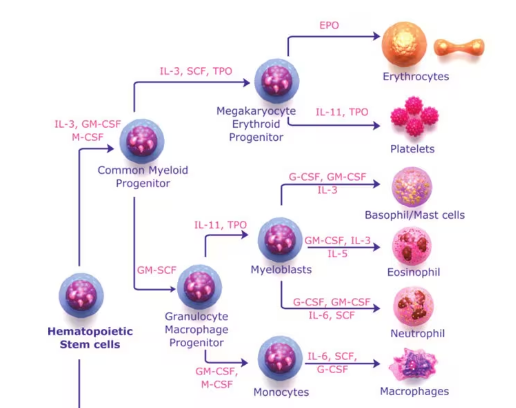 EPO
Erythrocytes
IL-3, SCF, TPO
Megakaryocyte
Erythroid
Progenitor
IL-11, TPO
Platelets
IL-3, GM-CSF
M-CSF
Common Myeloid
Progenitor
G-CSF, GM-CSF
IL-3
Basophil/Mast cells
IL-11, TPO
Myeloblasts
GM-CSF, IL-3
IL-5
Eosinophil
GM-SCF
Granulocyte
Macrophage
Progenitor
G-CSF, GM-CSF
IL-6, SCF
Neutrophil
Hematopoietic
Stem cells
GM-CSF,
M-CSF
Monocytes
IL-6, SCF,
G-CSF
Macrophages